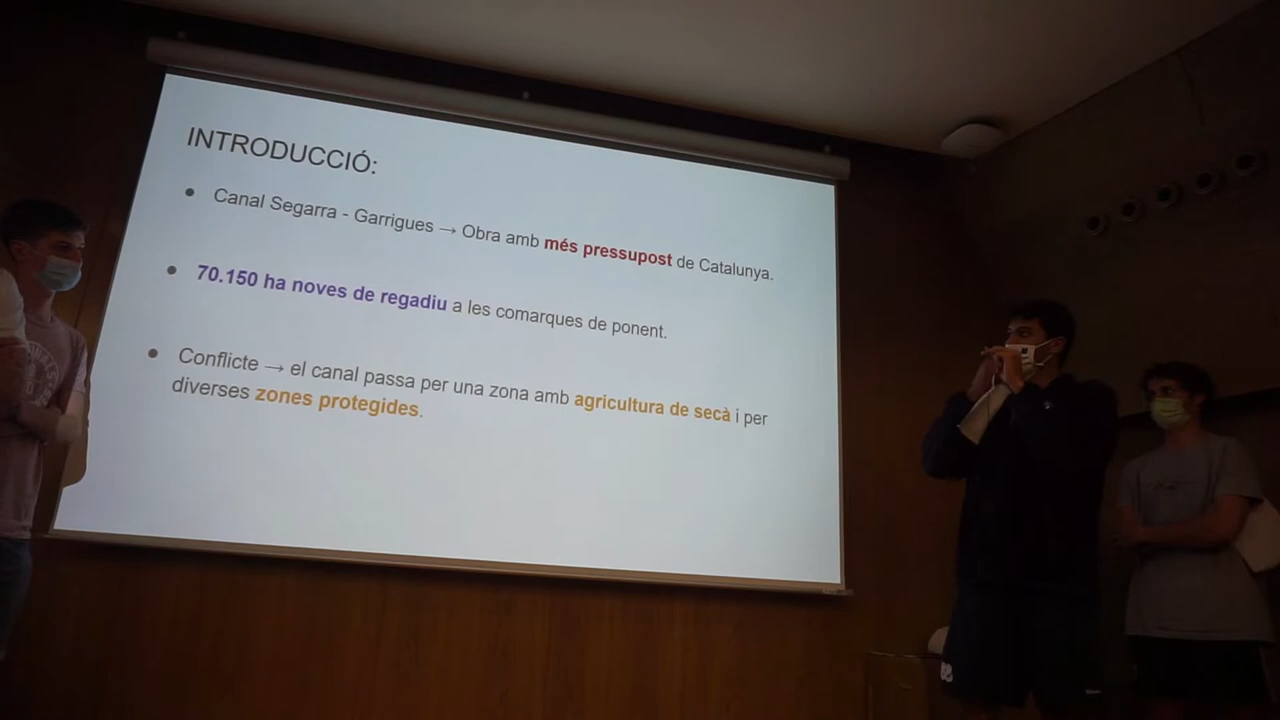 INTRODUCCIÓ:
● Canal Segarra - Garrigues → Obra amb més pressupost de Catalunya.
● 70.150 ha noves de regadiu a les comarques de ponent.
● Conflicte → el canal passa per una zona amb agricultura de secà i per
diverses zones protegides.